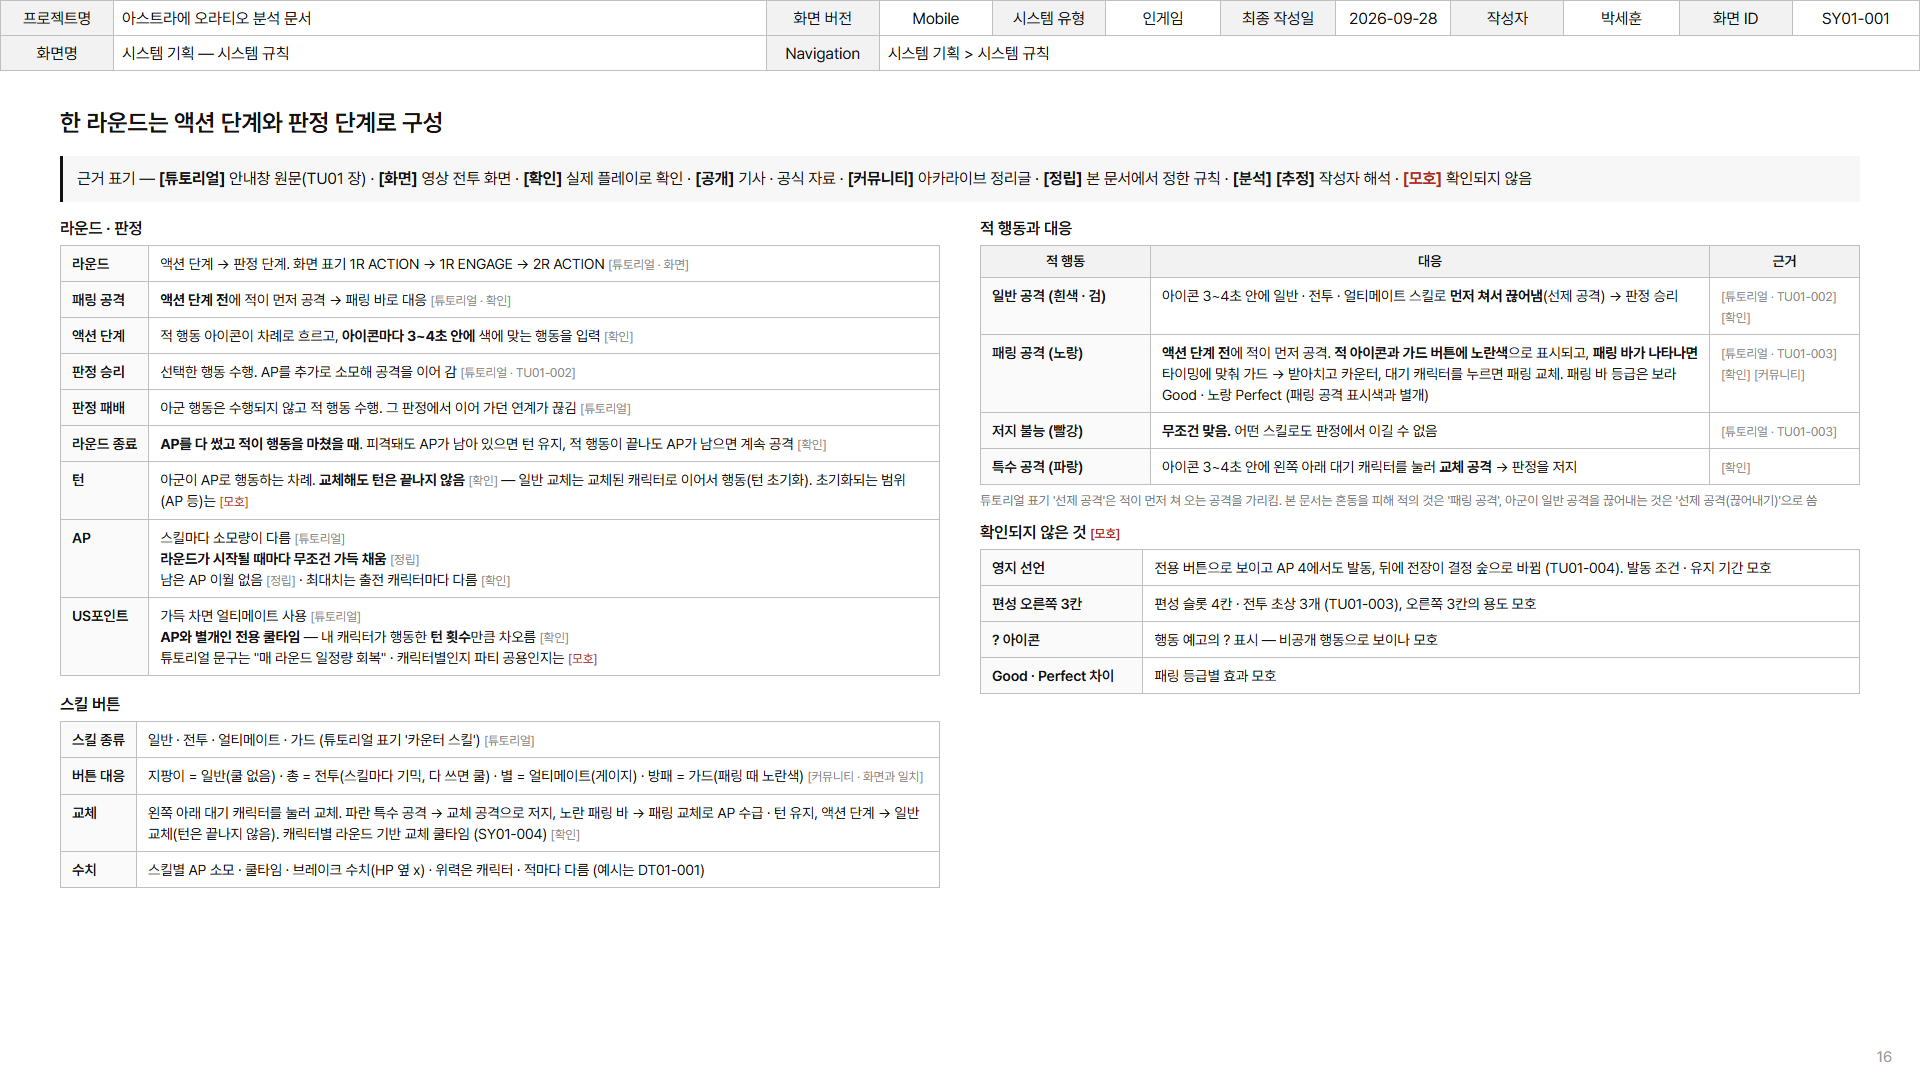 프로젝트명 아스트라에 오라티오 분석 문서 화면 버전 Mobile 시스템 유형 인게임 최종 작성일 2026-09-28 작성자 박세훈 화면 ID SY01-001
화면명 시스템 기획 — 시스템 규칙 Navigation 시스템 기획 > 시스템 규칙
한 라운드는 액션 단계와 판정 단계로 구성
근거 표기 — [튜토리얼] 안내창 원문(TU01 장) · [화면] 영상 전투 화면 · [확인] 실제 플레이로 확인 · [공개] 기사 · 공식 자료 · [커뮤니티] 아카라이브 정리글 · [정립] 본 문서에서 정한 규칙 · [분석] [추정] 작성자 해석 · [모호] 확인되지 않음
라운드 · 판정
라운드 액션 단계 → 판정 단계. 화면 표기 1R ACTION → 1R ENGAGE → 2R ACTION [튜토리얼 · 화면]
패링 공격 액션 단계 전에 적이 먼저 공격 → 패링 바로 대응 [튜토리얼 · 확인]
액션 단계 적 행동 아이콘이 차례로 흐르고, 아이콘마다 3~4초 안에 색에 맞는 행동을 입력 [확인]
판정 승리 선택한 행동 수행. AP를 추가로 소모해 공격을 이어 감 [튜토리얼 · TU01-002]
판정 패배 아군 행동은 수행되지 않고 적 행동 수행. 그 판정에서 이어 가던 연계가 끊김 [튜토리얼]
라운드 종료 AP를 다 썼고 적이 행동을 마쳤을 때. 피격돼도 AP가 남아 있으면 턴 유지, 적 행동이 끝나도 AP가 남으면 계속 공격 [확인]
턴 아군이 AP로 행동하는 차례. 교체해도 턴은 끝나지 않음 [확인] — 일반 교체는 교체된 캐릭터로 이어서 행동(턴 초기화). 초기화되는 범위
(AP 등)는 [모호]
AP 스킬마다 소모량이 다름 [튜토리얼]
라운드가 시작될 때마다 무조건 가득 채움 [정립]
남은 AP 이월 없음 [정립] · 최대치는 출전 캐릭터마다 다름 [확인]
US포인트 가득 차면 얼티메이트 사용 [튜토리얼]
AP와 별개인 전용 쿨타임 — 내 캐릭터가 행동한 턴 횟수만큼 차오름 [확인]
튜토리얼 문구는 "매 라운드 일정량 회복" · 캐릭터별인지 파티 공용인지는 [모호]
스킬 버튼
스킬 종류 일반 · 전투 · 얼티메이트 · 가드 (튜토리얼 표기 '카운터 스킬') [튜토리얼]
버튼 대응 지팡이 = 일반(쿨 없음) · 총 = 전투(스킬마다 기믹, 다 쓰면 쿨) · 별 = 얼티메이트(게이지) · 방패 = 가드(패링 때 노란색) [커뮤니티 · 화면과 일치]
교체 왼쪽 아래 대기 캐릭터를 눌러 교체. 파란 특수 공격 → 교체 공격으로 저지, 노란 패링 바 → 패링 교체로 AP 수급 · 턴 유지, 액션 단계 → 일반
교체(턴은 끝나지 않음). 캐릭터별 라운드 기반 교체 쿨타임 (SY01-004) [확인]
수치 스킬별 AP 소모 · 쿨타임 · 브레이크 수치(HP 옆 x) · 위력은 캐릭터 · 적마다 다름 (예시는 DT01-001)
적 행동과 대응
적 행동 대응 근거
일반 공격 (흰색 · 검) 아이콘 3~4초 안에 일반 · 전투 · 얼티메이트 스킬로 먼저 쳐서 끊어냄(선제 공격) → 판정 승리 [튜토리얼 · TU01-002]
[확인]
패링 공격 (노랑) 액션 단계 전에 적이 먼저 공격. 적 아이콘과 가드 버튼에 노란색으로 표시되고, 패링 바가 나타나면 [튜토리얼 · TU01-003]
타이밍에 맞춰 가드 → 받아치고 카운터, 대기 캐릭터를 누르면 패링 교체. 패링 바 등급은 보라 [확인] [커뮤니티]
Good · 노랑 Perfect (패링 공격 표시색과 별개)
저지 불능 (빨강) 무조건 맞음. 어떤 스킬로도 판정에서 이길 수 없음 [튜토리얼 · TU01-003]
특수 공격 (파랑) 아이콘 3~4초 안에 왼쪽 아래 대기 캐릭터를 눌러 교체 공격 → 판정을 저지 [확인]
튜토리얼 표기 '선제 공격'은 적이 먼저 쳐 오는 공격을 가리킴. 본 문서는 혼동을 피해 적의 것은 '패링 공격', 아군이 일반 공격을 끊어내는 것은 '선제 공격(끊어내기)'으로 씀
확인되지 않은 것 [모호]
영지 선언 전용 버튼으로 보이고 AP 4에서도 발동, 뒤에 전장이 결정 숲으로 바뀜 (TU01-004). 발동 조건 · 유지 기간 모호
편성 오른쪽 3칸 편성 슬롯 4칸 · 전투 초상 3개 (TU01-003), 오른쪽 3칸의 용도 모호
? 아이콘 행동 예고의 ? 표시 — 비공개 행동으로 보이나 모호
Good · Perfect 차이 패링 등급별 효과 모호
16